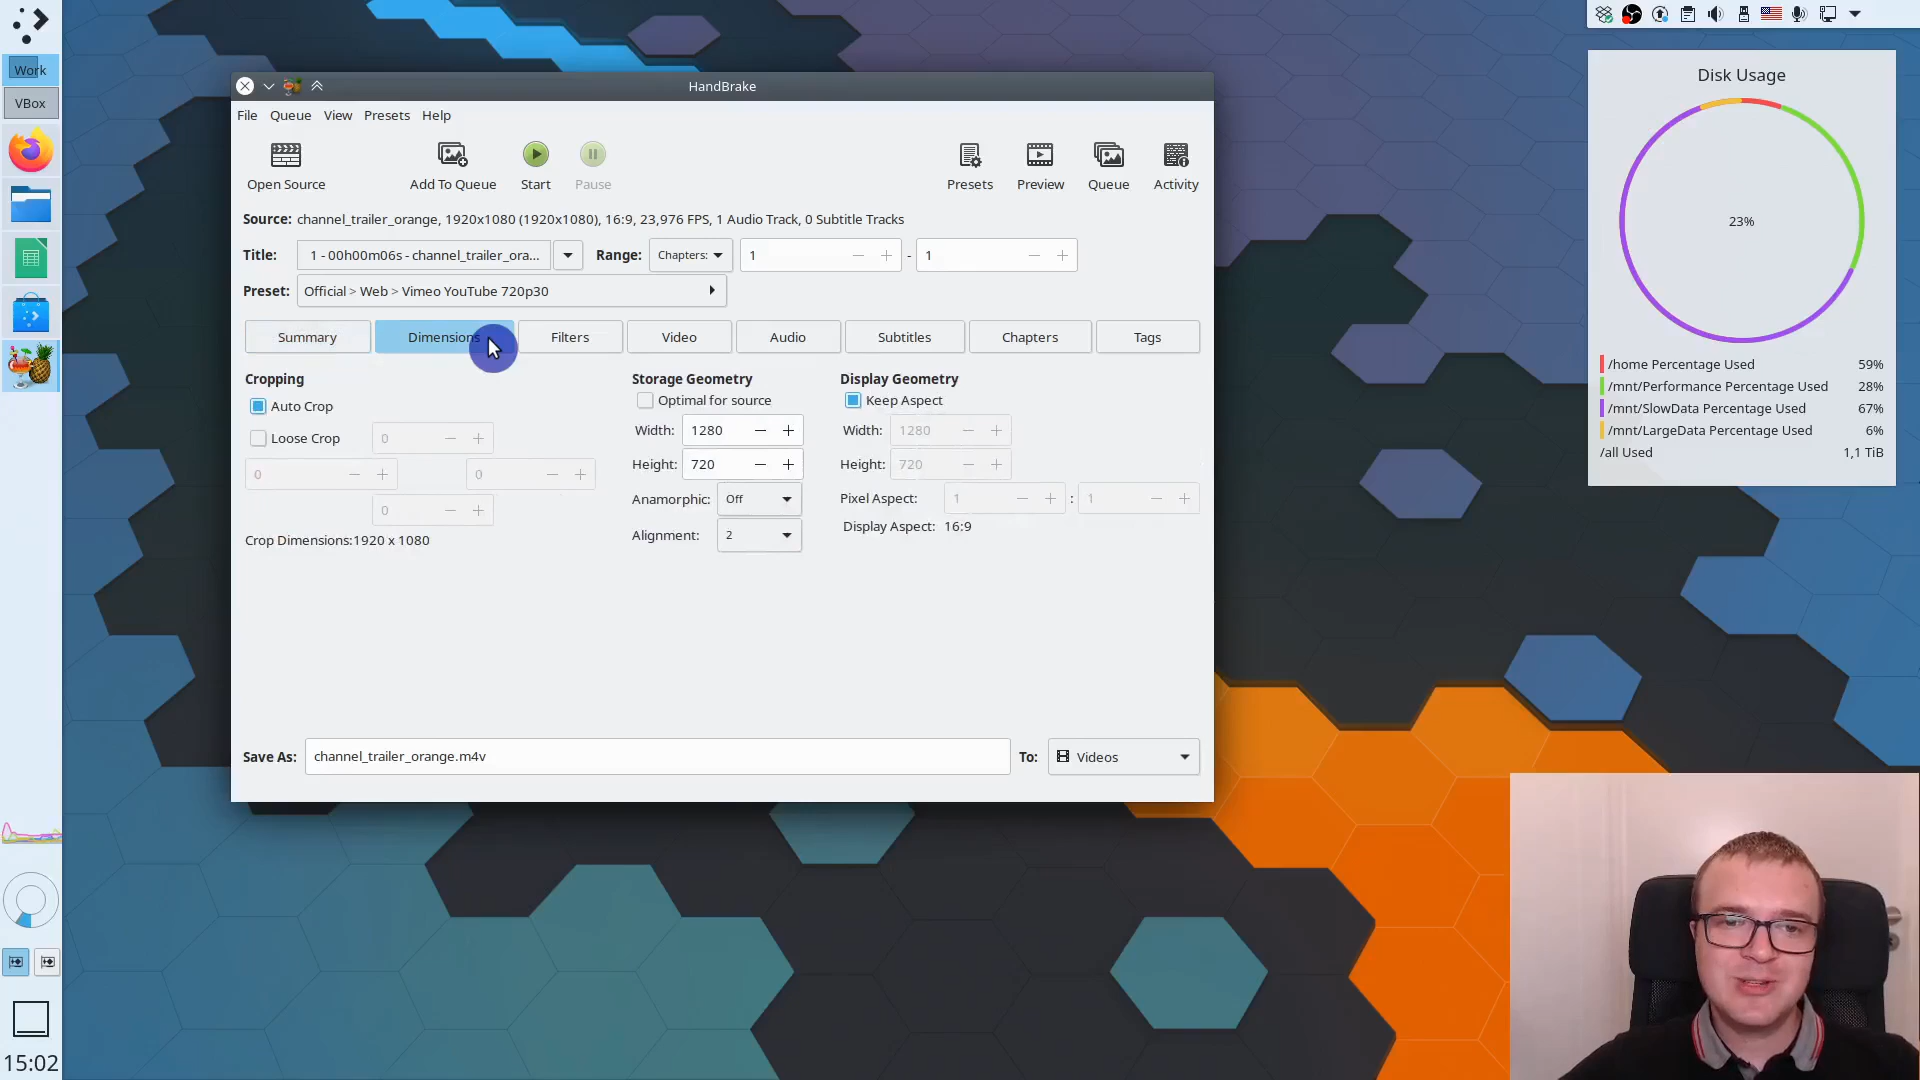 Work
VBox
HandBrake
File Queue View Presets Help
Open Source Add To Queue Start Pause Presets Preview Queue Activity
Source: channel_trailer_orange, 1920x1080 (1920x1080), 16:9, 23,976 FPS, 1 Audio Track, 0 Subtitle Tracks
Title: 1 - 00h00m06s - channel_trailer_ora... Range: Chapters: 1 - 1
Preset: Official > Web > Vimeo YouTube 720p30
Summary Dimensions Filters Video Audio Subtitles Chapters Tags
Cropping
Auto Crop
Loose Crop 0
0 0
0
Crop Dimensions:1920 x 1080
Storage Geometry
Optimal for source
Width: 1280
Height: 720
Anamorphic: Off
Alignment: 2
Display Geometry
Keep Aspect
Width: 1280
Height: 720
Pixel Aspect: 1 : 1
Display Aspect: 16:9
Save As: channel_trailer_orange.m4v To: Videos
Disk Usage
23%
/home Percentage Used 59%
/mnt/Performance Percentage Used 28%
/mnt/SlowData Percentage Used 67%
/mnt/LargeData Percentage Used 6%
/all Used 1,1 TiB
15:02